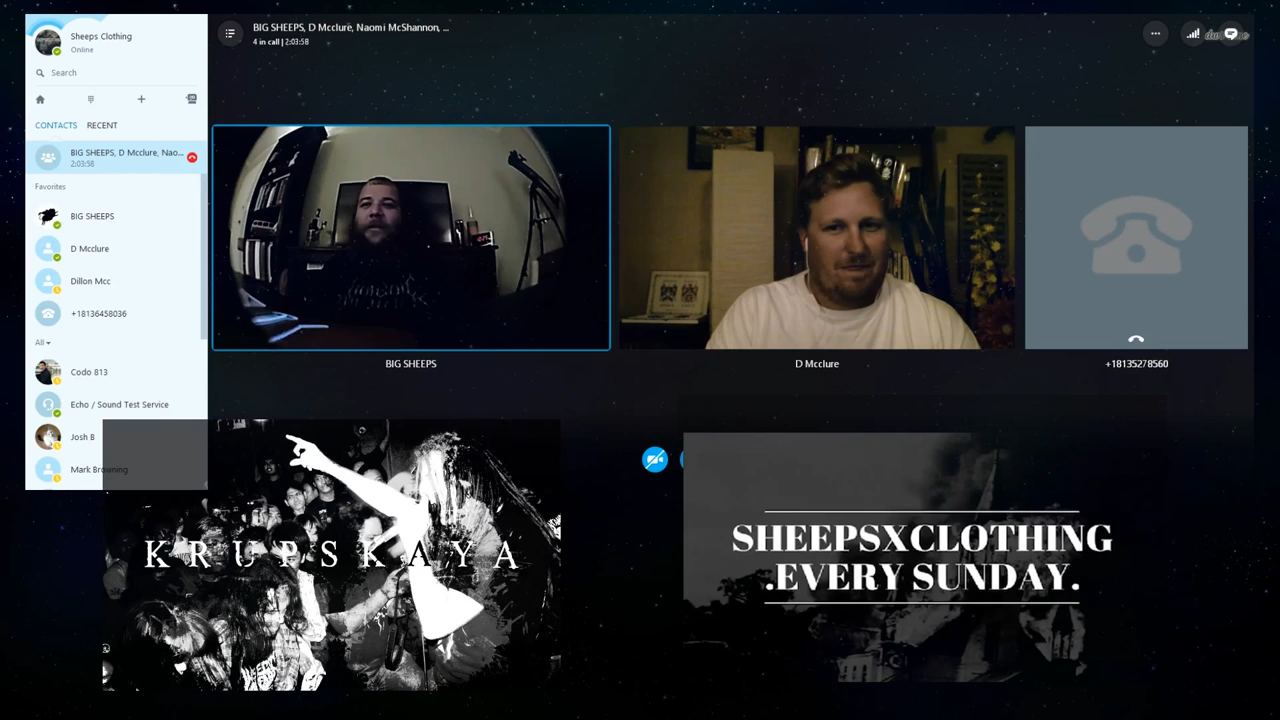 Sheeps Clothing
Online
Search
CONTACTS RECENT
BIG SHEEPS, D Mcclure, Nao...
2:03:58
Favorites
BIG SHEEPS
D Mcclure
Dillon Mcc
+18136458036
All
Codo 813
Echo / Sound Test Service
Josh B
Mark Browning
BIG SHEEPS, D Mcclure, Naomi McShannon, ...
4 in call | 2:03:58
BIG SHEEPS
D Mcclure
+18135278560
KRUPSKAYA
SHEEPSXCLOTHING
.EVERY SUNDAY.